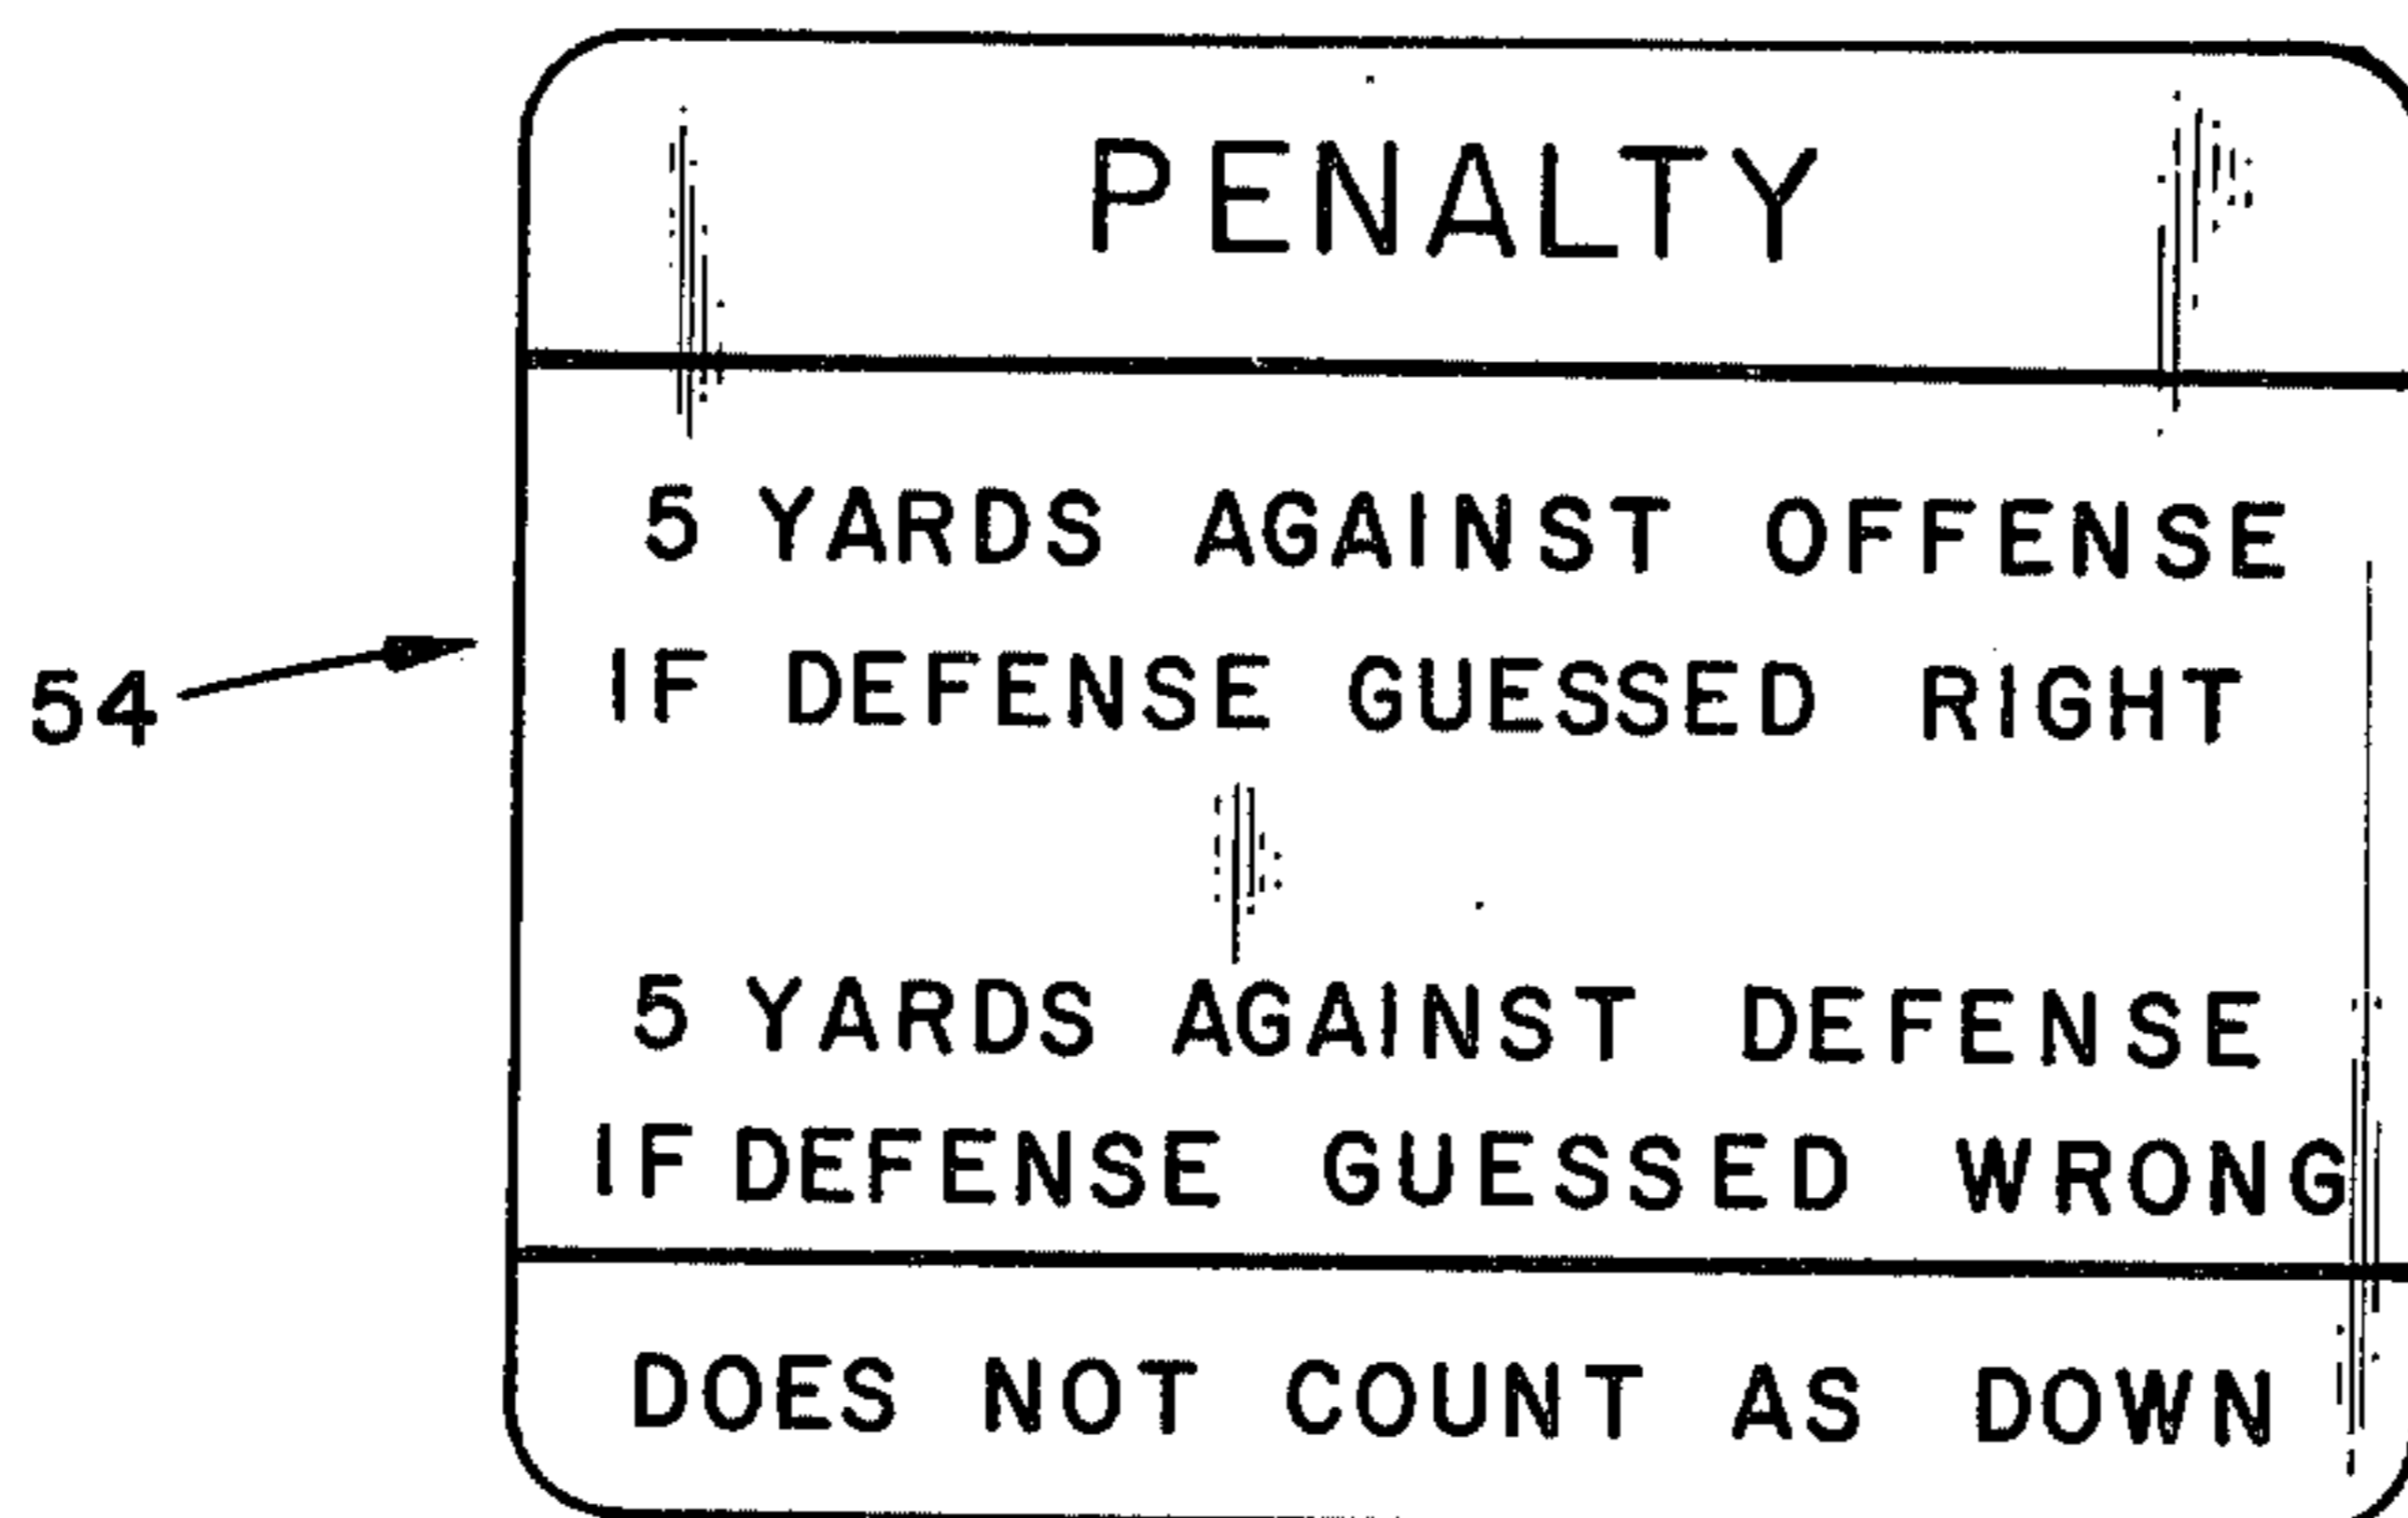 PENALTY
5 YARDS AGAINST OFFENSE
IF DEFENSE GUESSED RIGHT
54
5 YARDS AGAINST DEFENSE
IF DEFENSE GUESSED WRONG
DOES NOT COUNT AS DOWN